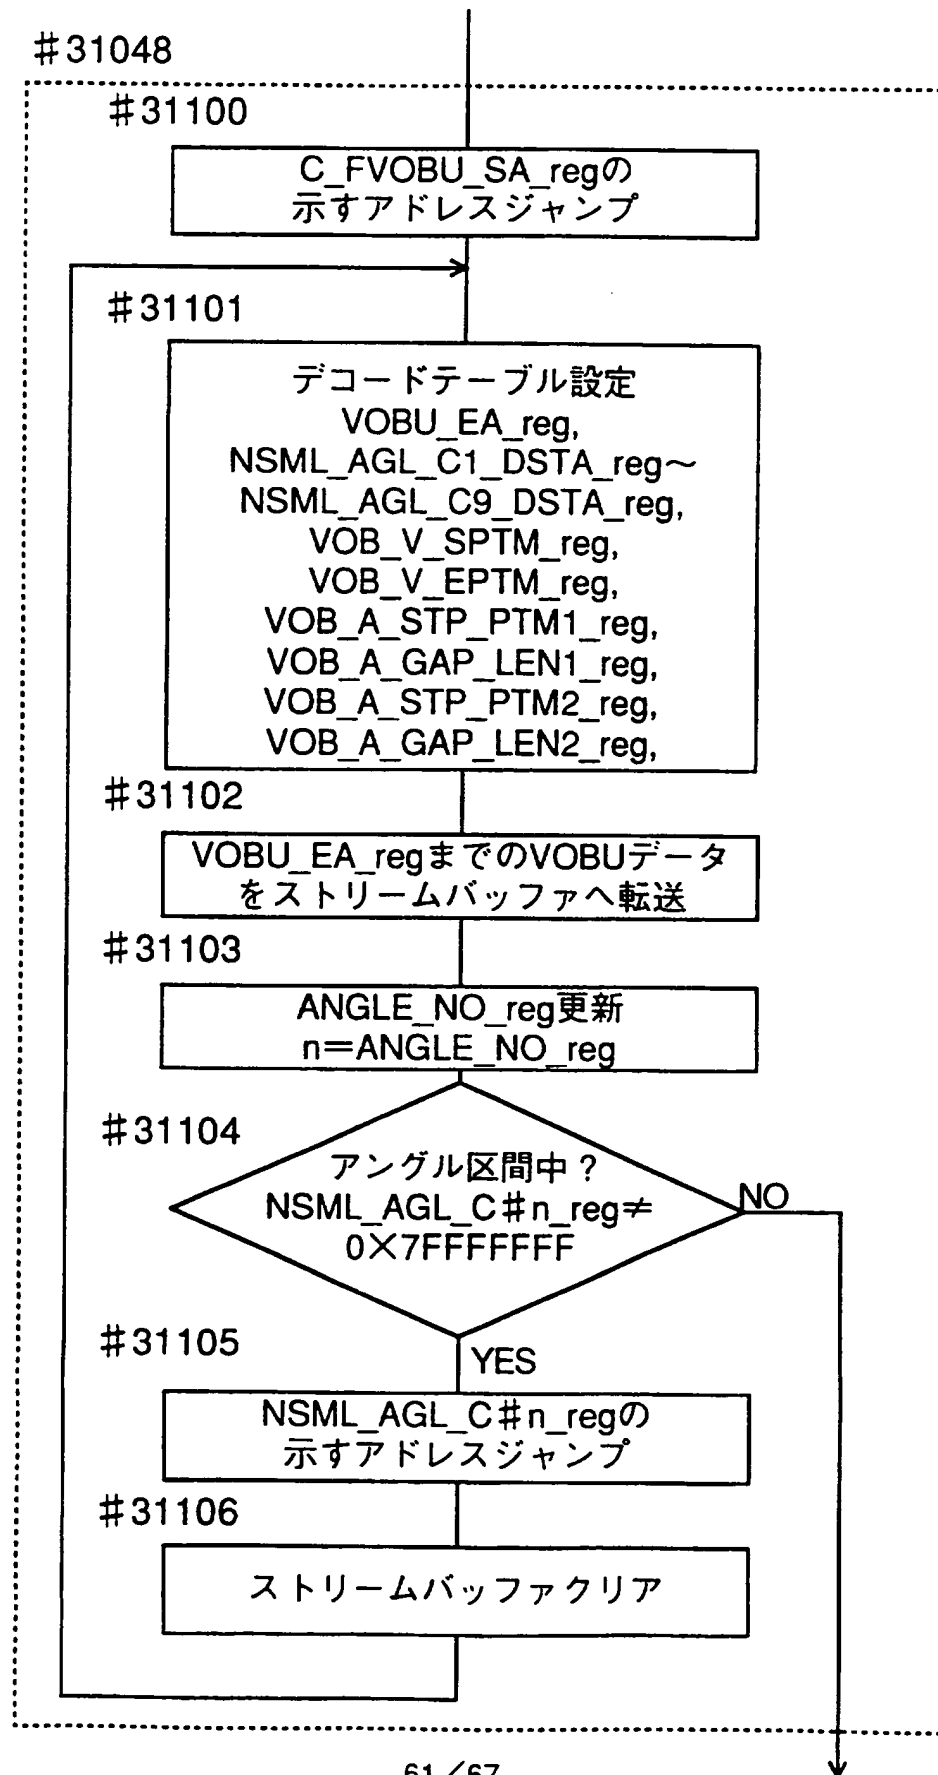 #31048
#31100
C_FVOBU_SA_regの
示すアドレスジャンプ
#31101
デコードテーブル設定
VOBU_EA_reg,
NSML_AGL_C1_DSTA_reg〜
NSML_AGL_C9_DSTA_reg,
VOB_V_SPTM_reg,
VOB_V_EPTM_reg,
VOB_A_STP_PTM1_reg,
VOB_A_GAP_LEN1_reg,
VOB_A_STP_PTM2_reg,
VOB_A_GAP_LEN2_reg,
#31102
VOBU_EA_regまでのVOBUデータ
をストリームバッファへ転送
#31103
ANGLE_NO_reg更新
n=ANGLE_NO_reg
#31104
アングル区間中?
NSML_AGL_C#n_reg≠
0×7FFFFFFF
NO
#31105
YES
NSML_AGL_C#n_regの
示すアドレスジャンプ
#31106
ストリームバッファクリア
61/67